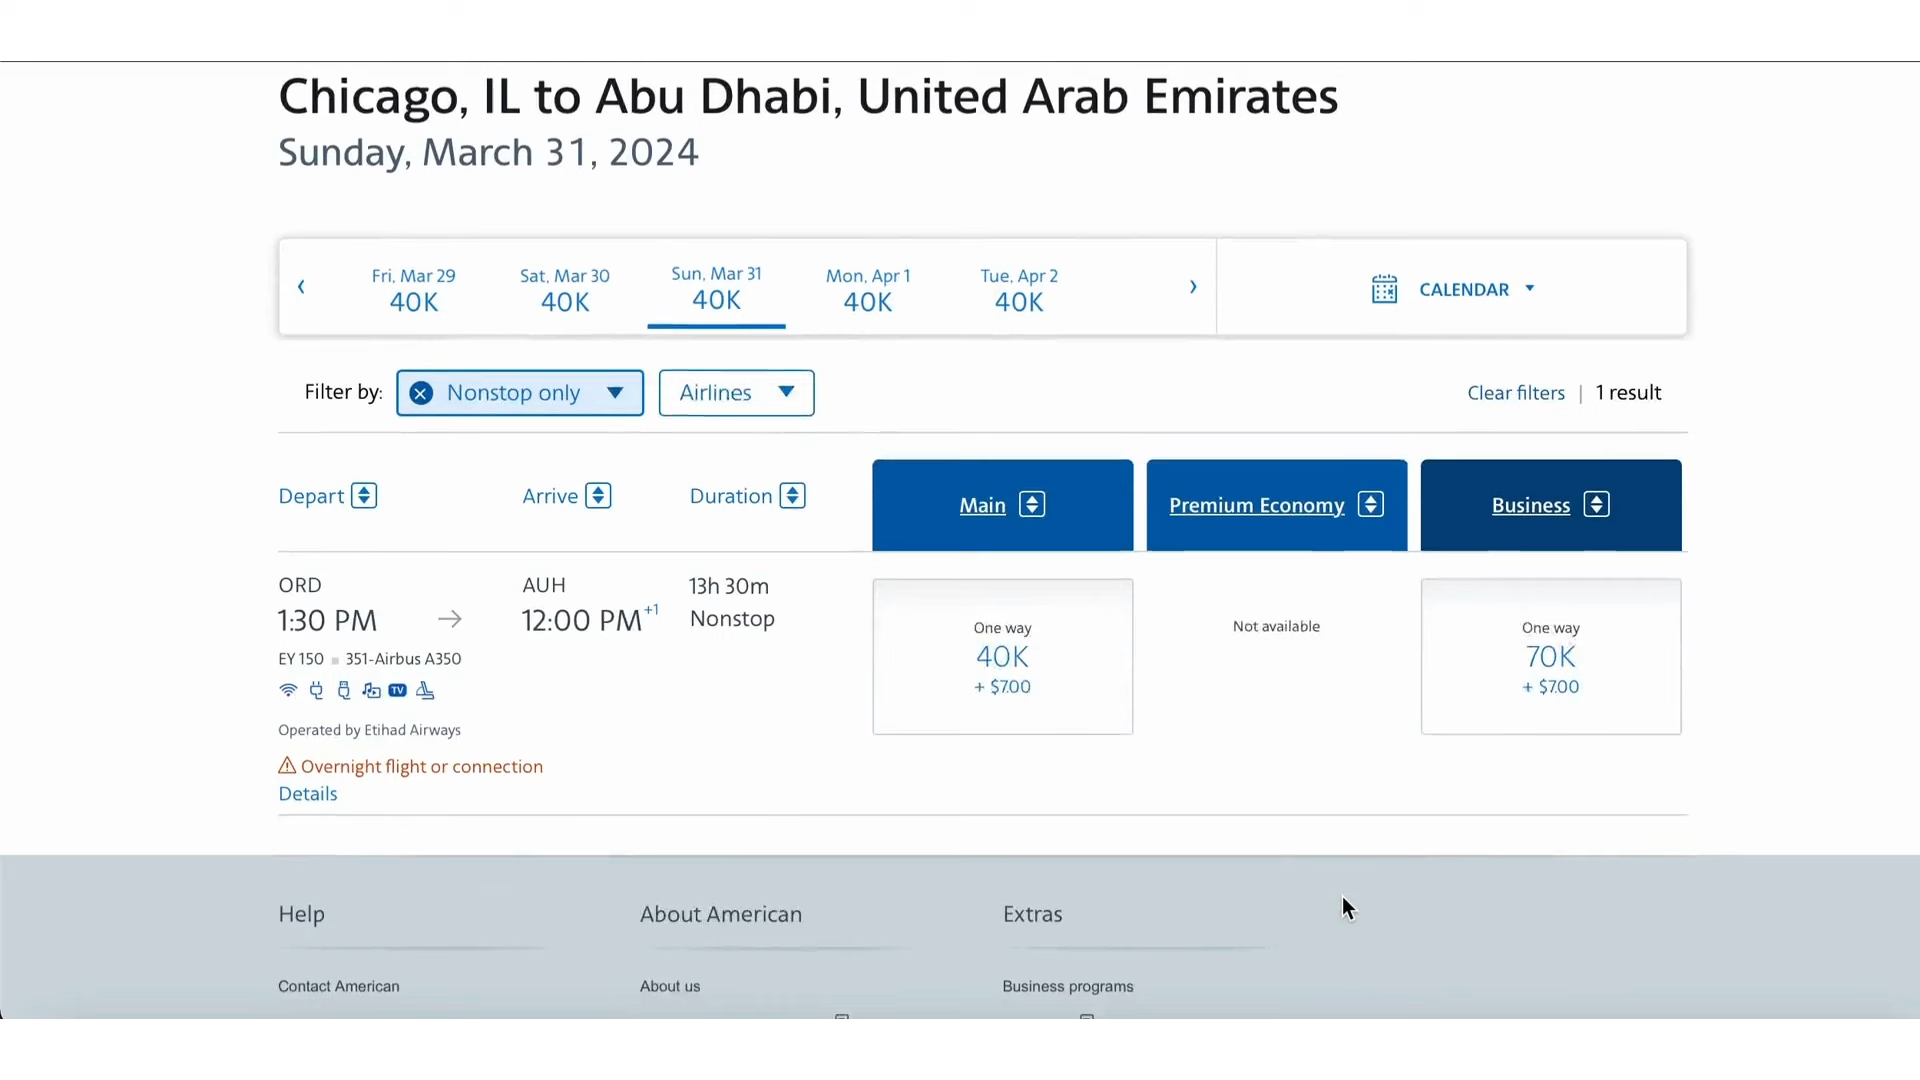 Chicago, IL to Abu Dhabi, United Arab Emirates
Sunday, March 31, 2024
Fri, Mar 29
40K
Sat, Mar 30
40K
Sun, Mar 31
40K
Mon, Apr 1
40K
Tue, Apr 2
40K
CALENDAR
Filter by:
Nonstop only
Airlines
Clear filters | 1 result
Depart
Arrive
Duration
Main
Premium Economy
Business
ORD
1:30 PM
AUH
12:00 PM +1
13h 30m
Nonstop
EY 150 ▪ 351-Airbus A350
TV
Operated by Etihad Airways
Overnight flight or connection
Details
One way
40K
+ $7.00
Not available
One way
70K
+ $7.00
Help
About American
Extras
Contact American
About us
Business programs